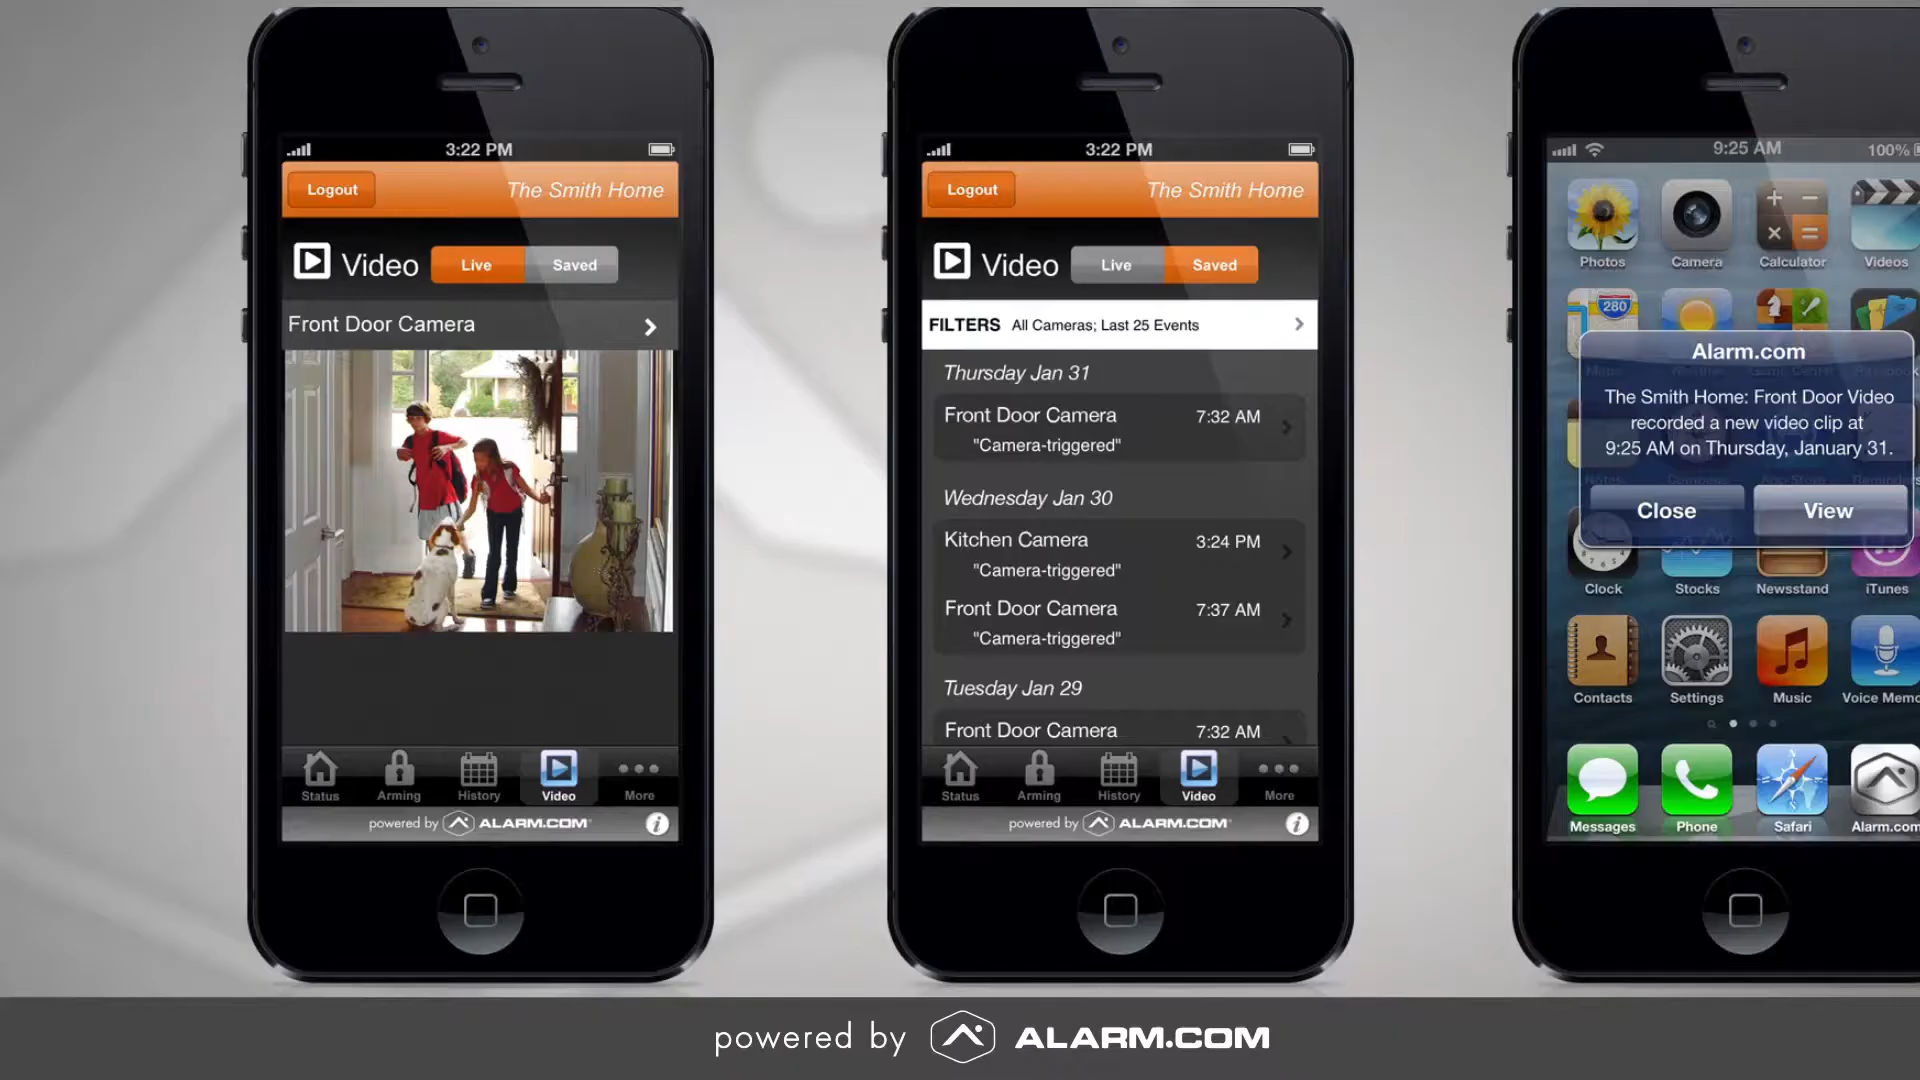 3:22 PM
Logout
The Smith Home
Video
Live
Saved
Front Door Camera
Status
Arming
History
Video
More
powered by ALARM.COM
3:22 PM
Logout
The Smith Home
Video
Live
Saved
FILTERS All Cameras; Last 25 Events
Thursday Jan 31
Front Door Camera 7:32 AM
"Camera-triggered"
Wednesday Jan 30
Kitchen Camera 3:24 PM
"Camera-triggered"
Front Door Camera 7:37 AM
"Camera-triggered"
Tuesday Jan 29
Front Door Camera 7:32 AM
Status
Arming
History
Video
More
powered by ALARM.COM
9:25 AM
100%
Photos
Camera
Calculator
Videos
280
Alarm.com
The Smith Home: Front Door Video
recorded a new video clip at
9:25 AM on Thursday, January 31.
Close
View
Clock
Stocks
Newsstand
iTunes
Contacts
Settings
Music
Voice Memo
Messages
Phone
Safari
Alarm.com
powered by ALARM.COM